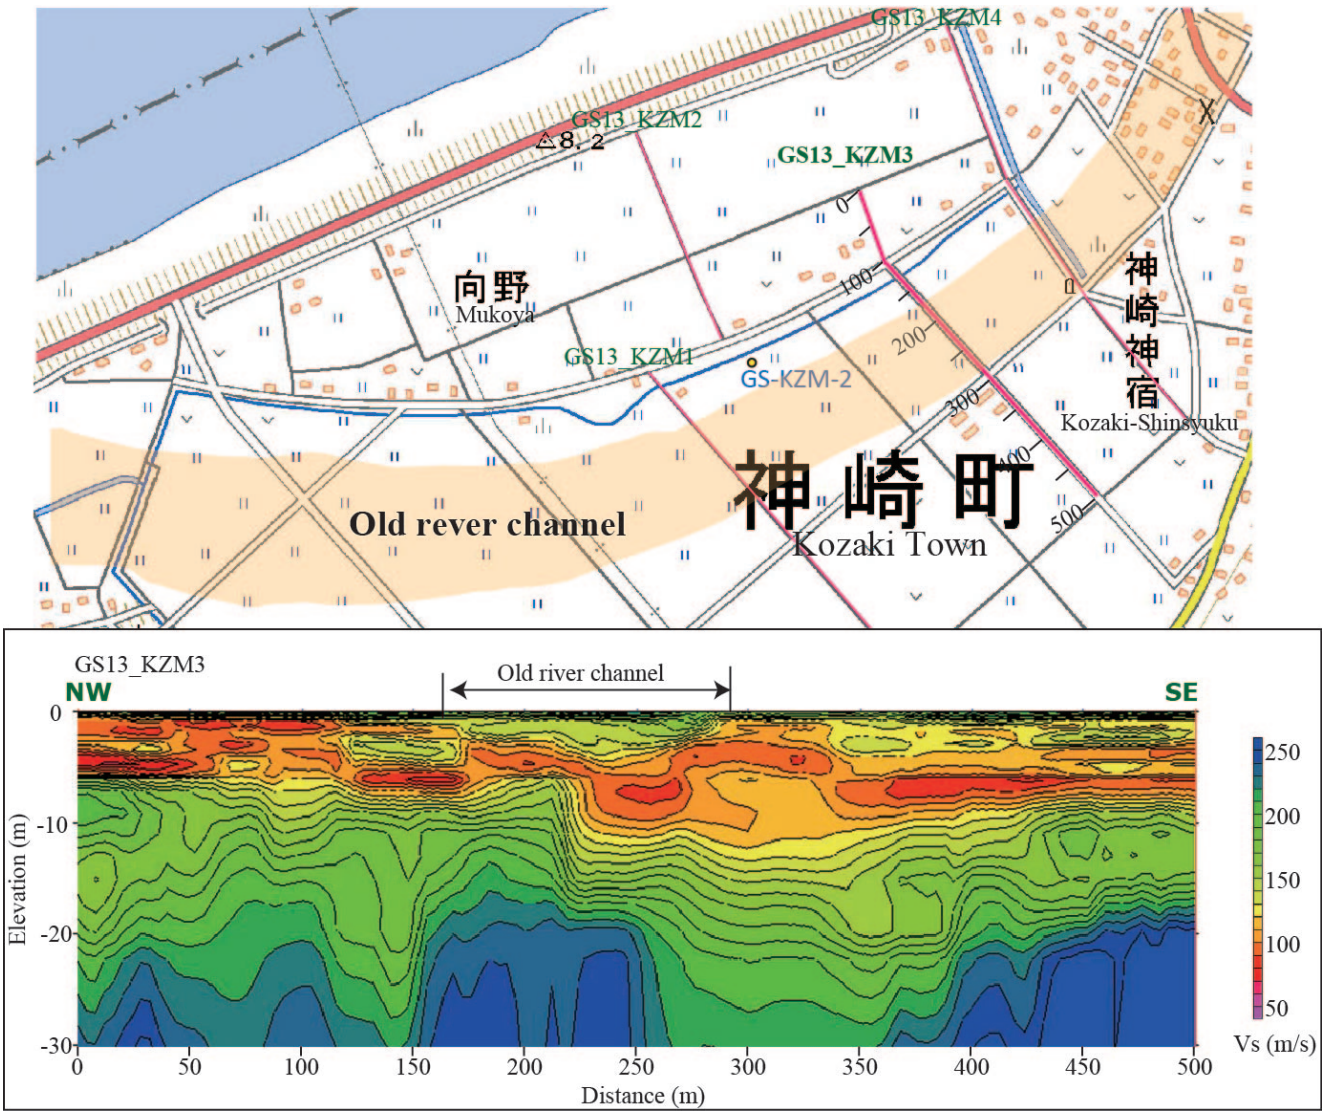 GS13_KZM4
GS13_KZM2
8.2
GS13_KZM3
0
100
200
300
400
500
向野
Mukoya
GS13_KZM1
GS-KZM-2
神崎神宿
Kozaki-Shinsyuku
神崎町
Kozaki Town
Old rever channel
GS13_KZM3
NW
Old river channel
SE
0
-10
-20
-30
Elevation (m)
0 50 100 150 200 250 300 350 400 450 500
Distance (m)
250
200
150
100
50
Vs (m/s)